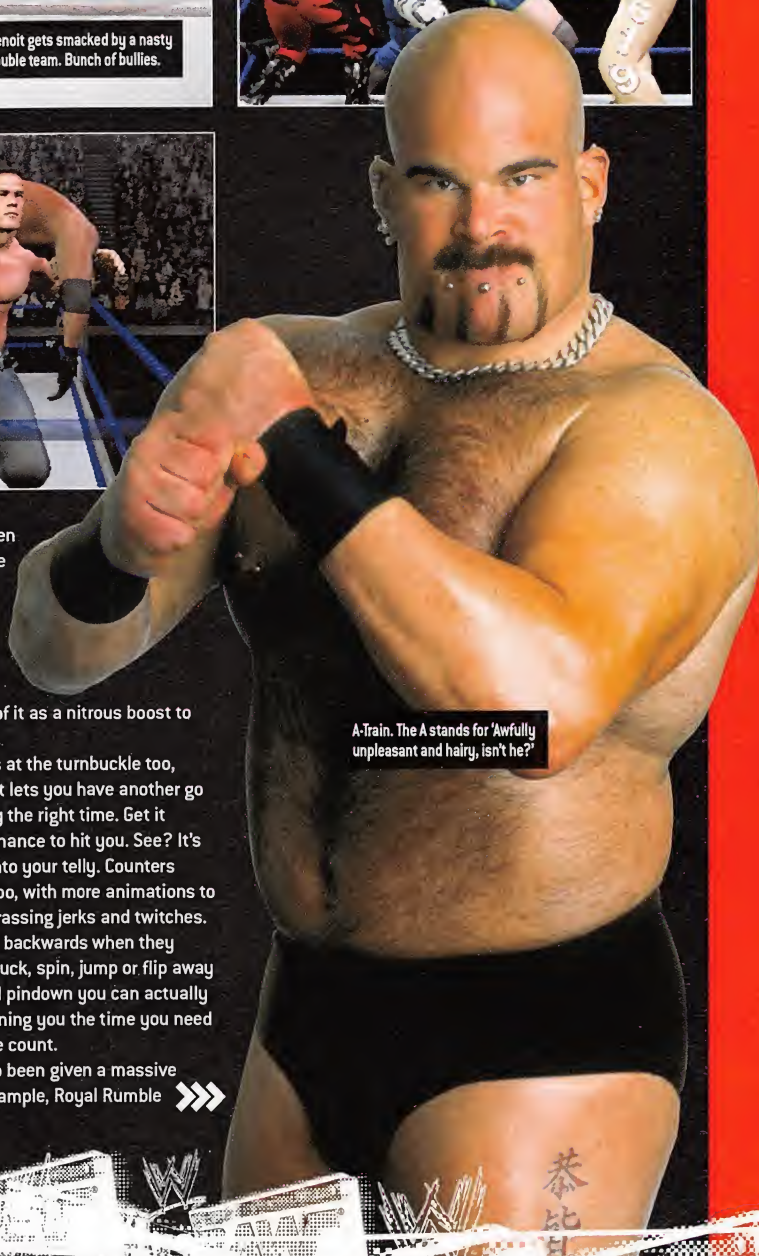 enoit gets smacked by a nasty
uble team. Bunch of bullies.
619
en
e
of it as a nitrous boost to
s at the turnbuckle too,
t lets you have another go
g the right time. Get it
hance to hit you. See? It's
nto your telly. Counters
oo, with more animations to
rassing jerks and twitches.
backwards when they
uck, spin, jump or flip away
l pindown you can actually
ning you the time you need
e count.
o been given a massive
ample, Royal Rumble
A-Train. The A stands for 'Awfully
unpleasant and hairy, isn't he?'
恭
W